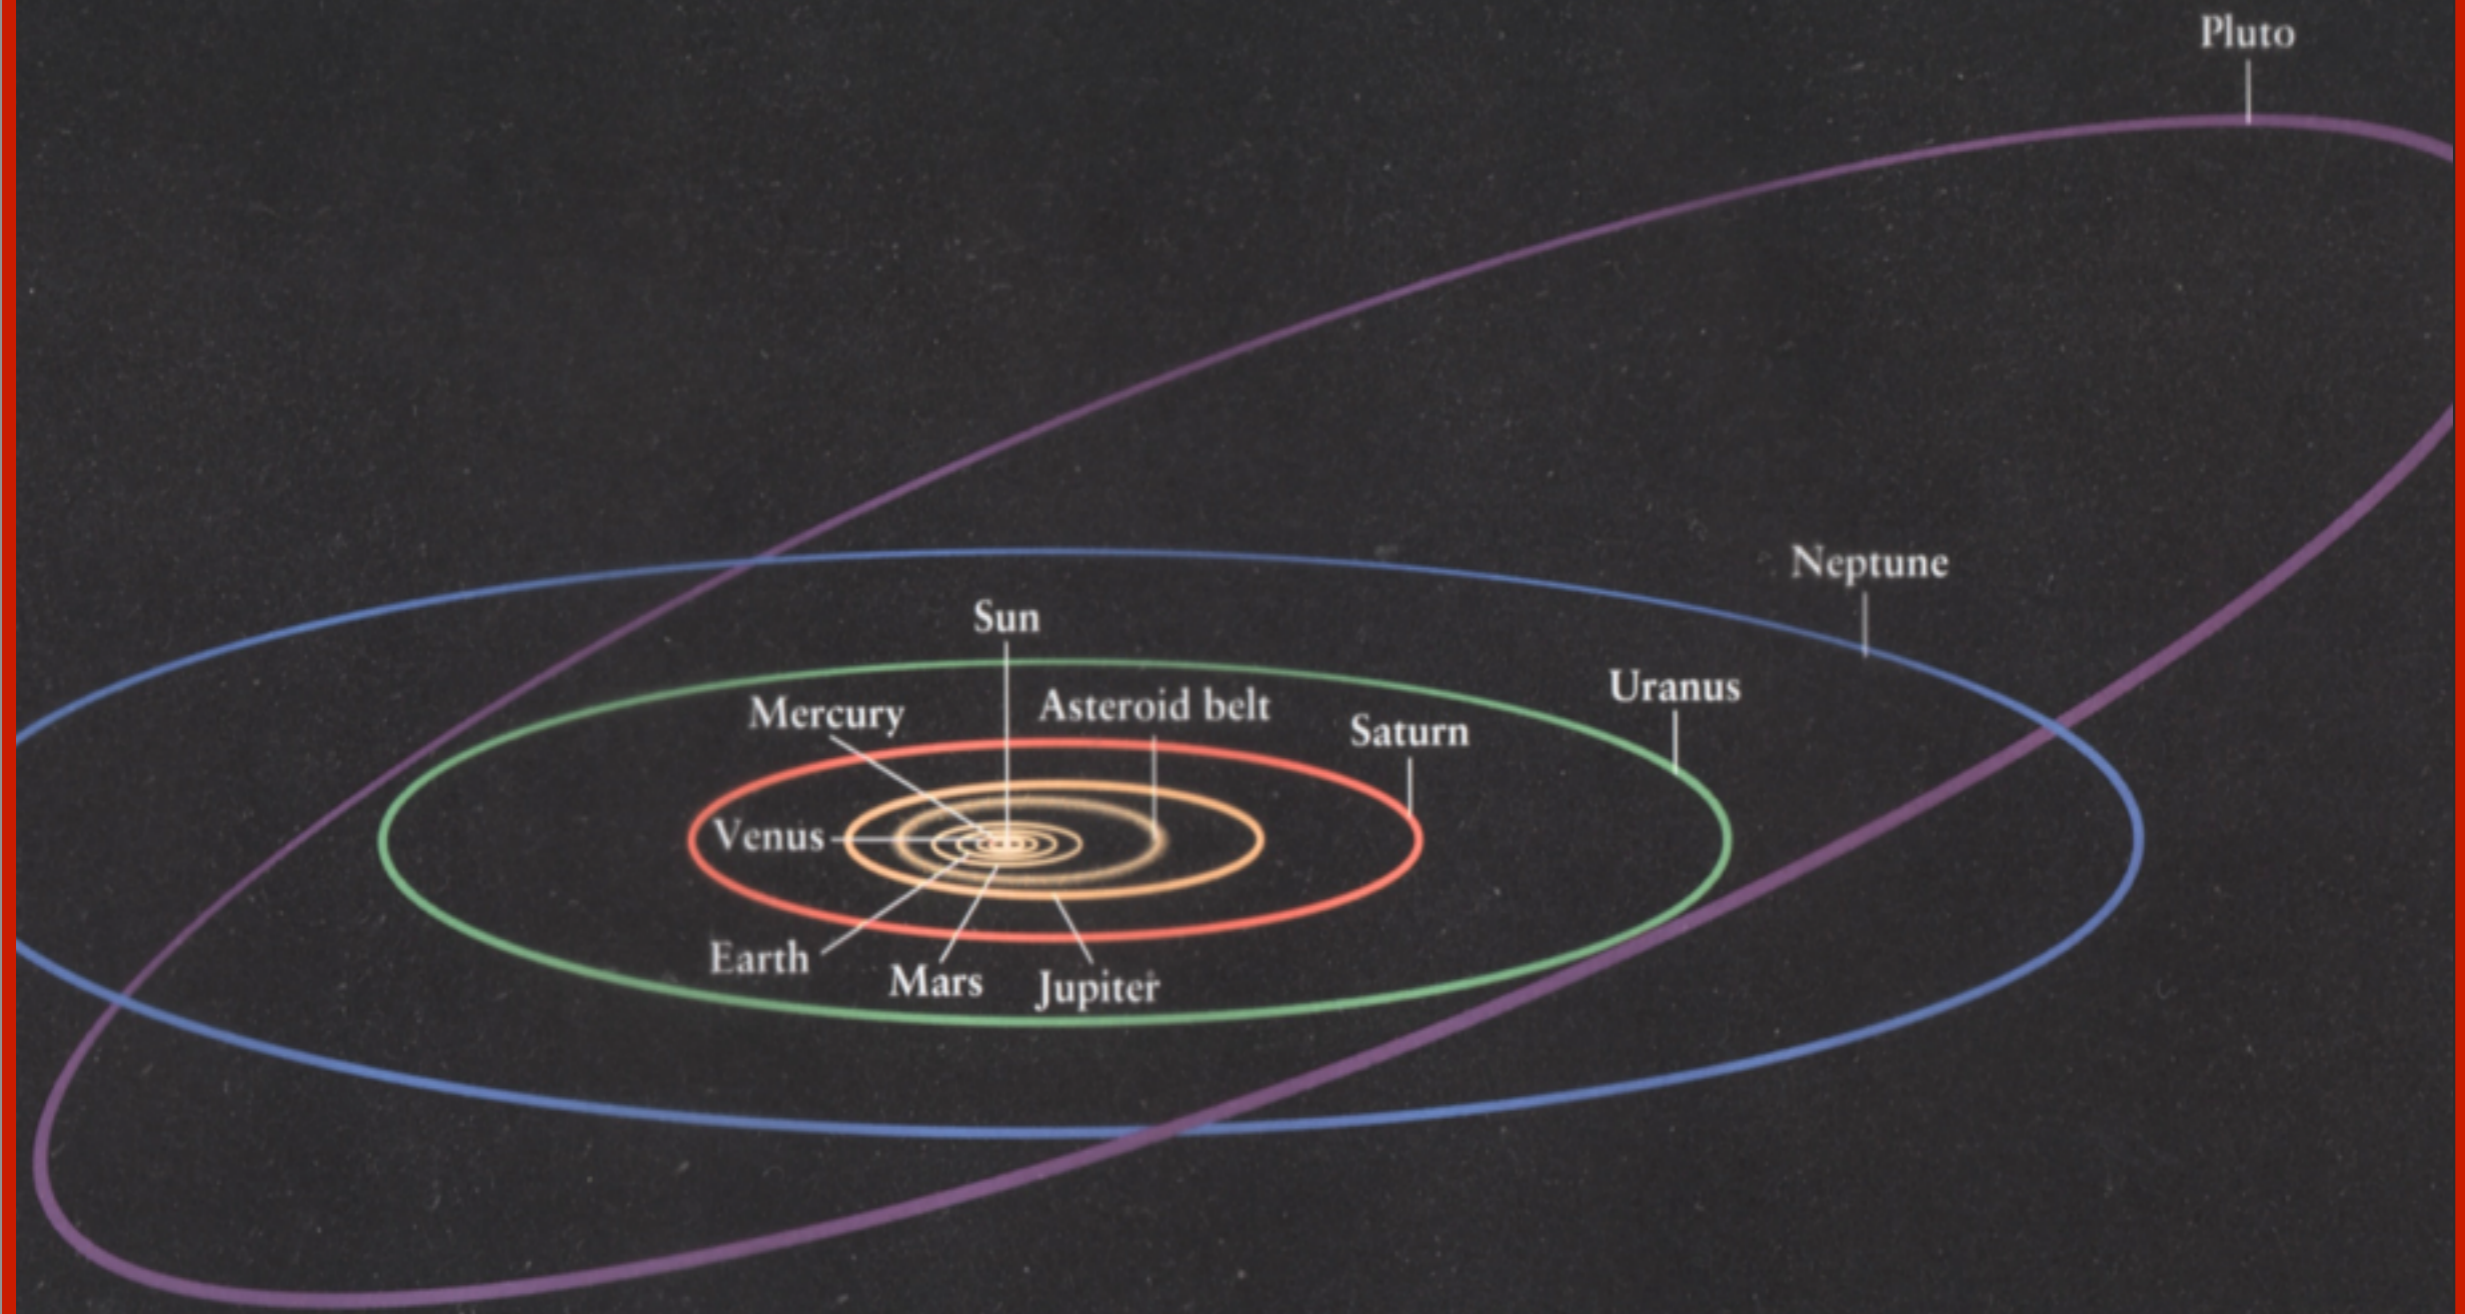 Pluto
Neptune
Sun
Uranus
Mercury
Asteroid belt
Saturn
Venus
Earth
Mars
Jupiter